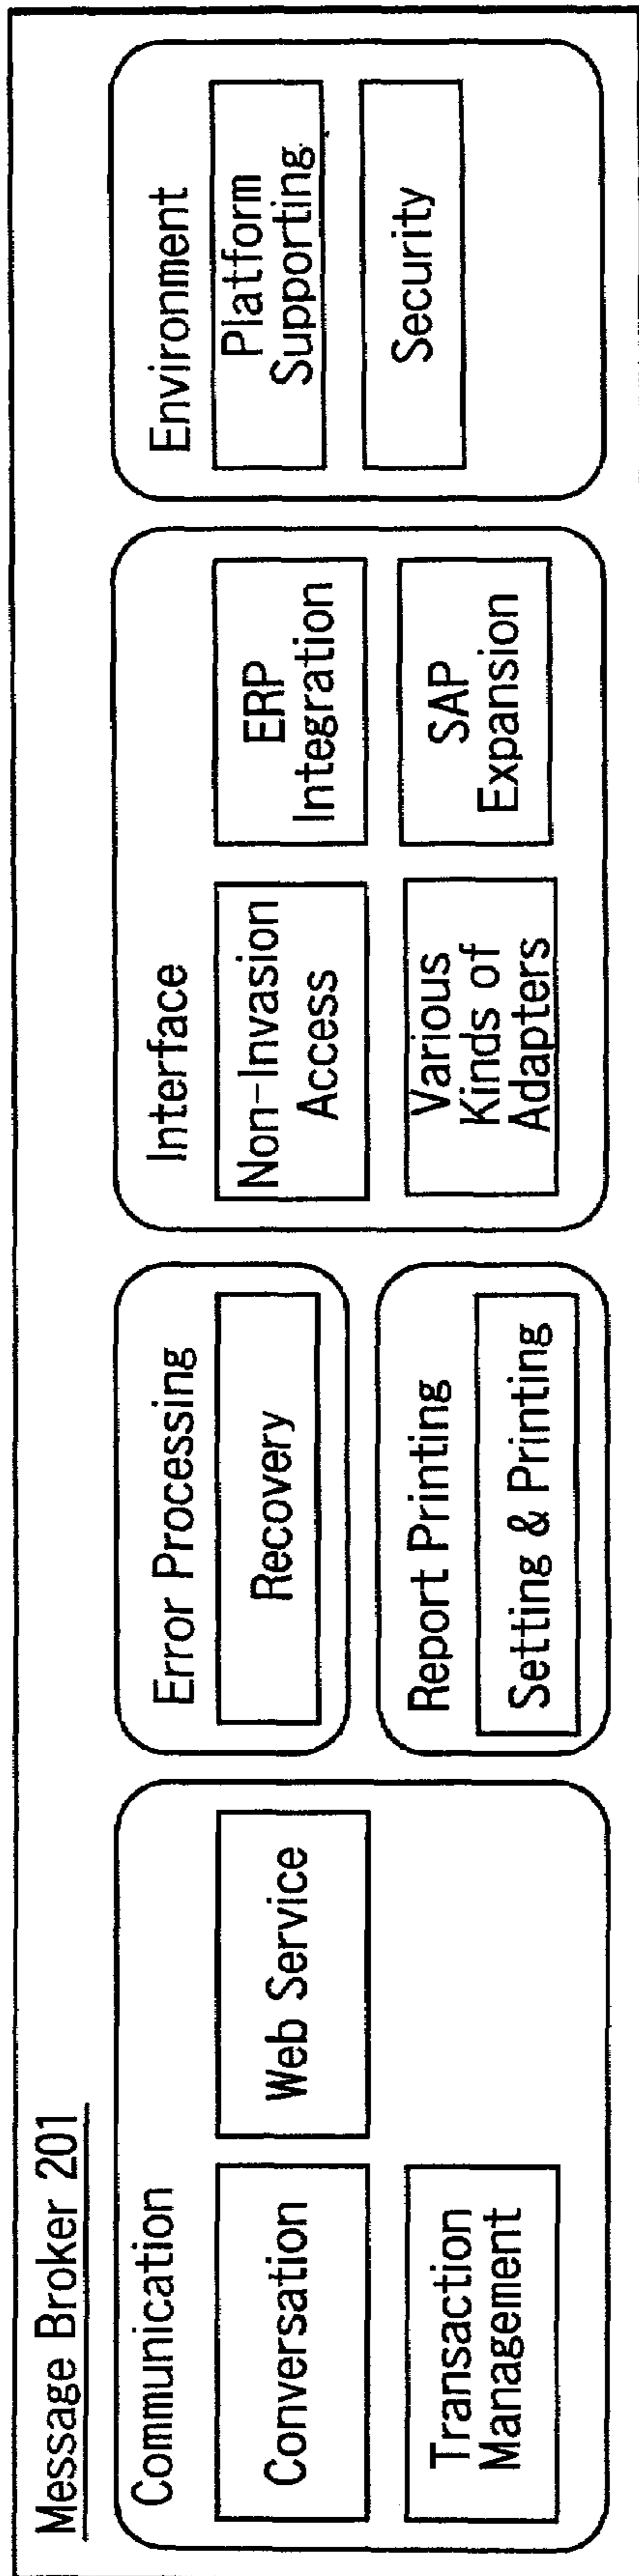 Message Broker 201
Communication
Conversation
Web Service
Transaction
Management
Error Processing
Recovery
Report Printing
Setting & Printing
Interface
Non-Invasion
Access
ERP
Integration
Various
Kinds of
Adapters
SAP
Expansion
Environment
Platform
Supporting
Security